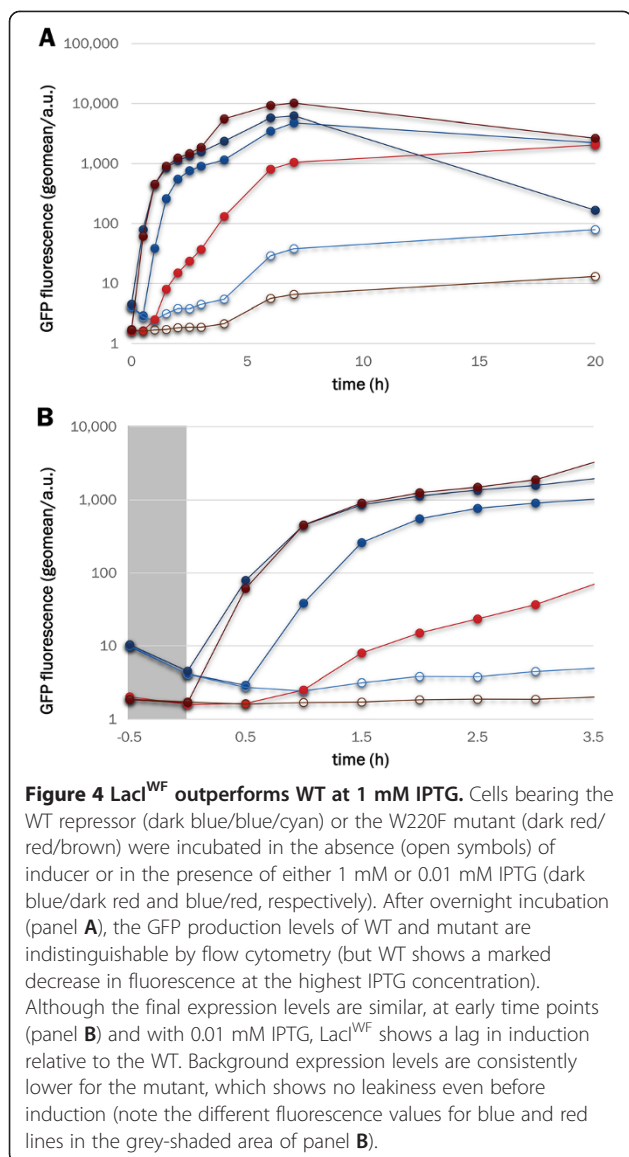 A
GFP fluorescence (geomean/a.u.)
100,000
10,000
1,000
100
10
1
0 5 10 15 20
time (h)
B
GFP fluorescence (geomean/a.u.)
10,000
1,000
100
10
1
-0.5 0 0.5 1.0 1.5 2.0 2.5 3.0 3.5
time (h)
Figure 4 LacI^WF outperforms WT at 1 mM IPTG. Cells bearing the
WT repressor (dark blue/blue/cyan) or the W220F mutant (dark red/
red/brown) were incubated in the absence (open symbols) of
inducer or in the presence of either 1 mM or 0.01 mM IPTG (dark
blue/dark red and blue/red, respectively). After overnight incubation
(panel A), the GFP production levels of WT and mutant are
indistinguishable by flow cytometry (but WT shows a marked
decrease in fluorescence at the highest IPTG concentration).
Although the final expression levels are similar, at early time points
(panel B) and with 0.01 mM IPTG, LacI^WF shows a lag in induction
relative to the WT. Background expression levels are consistently
lower for the mutant, which shows no leakiness even before
induction (note the different fluorescence values for blue and red
lines in the grey-shaded area of panel B).